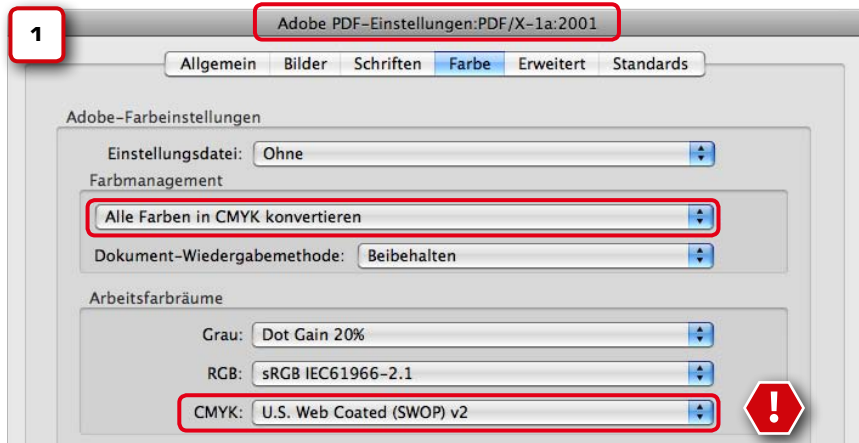 1
Adobe PDF-Einstellungen:PDF/X-1a:2001
Allgemein Bilder Schriften Farbe Erweitert Standards
Adobe-Farbeinstellungen
Einstellungsdatei: Ohne
Farbmanagement
Alle Farben in CMYK konvertieren
Dokument-Wiedergabemethode: Beibehalten
Arbeitsfarbräume
Grau: Dot Gain 20%
RGB: sRGB IEC61966-2.1
CMYK: U.S. Web Coated (SWOP) v2
!